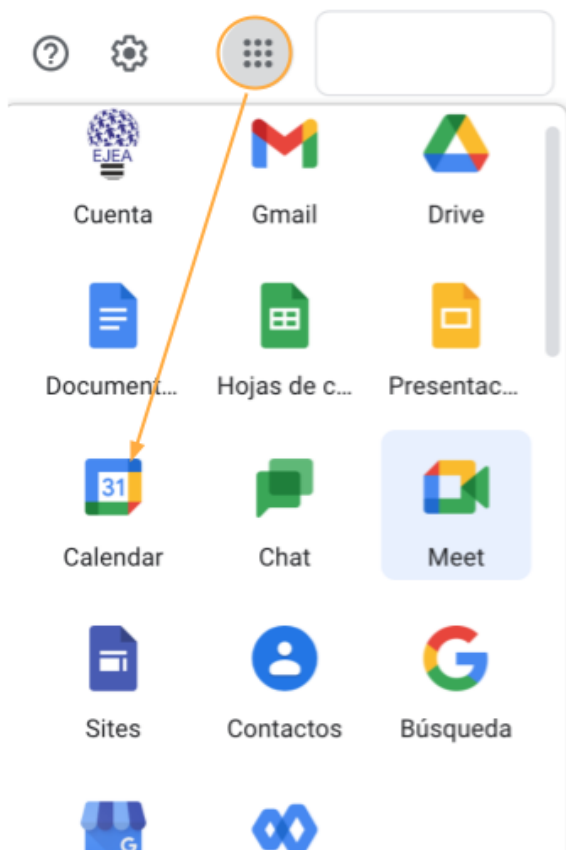 EJEA
Cuenta
Gmail
Drive
Document...
Hojas de c...
Presentac...
31
Calendar
Chat
Meet
Sites
Contactos
Búsqueda
G